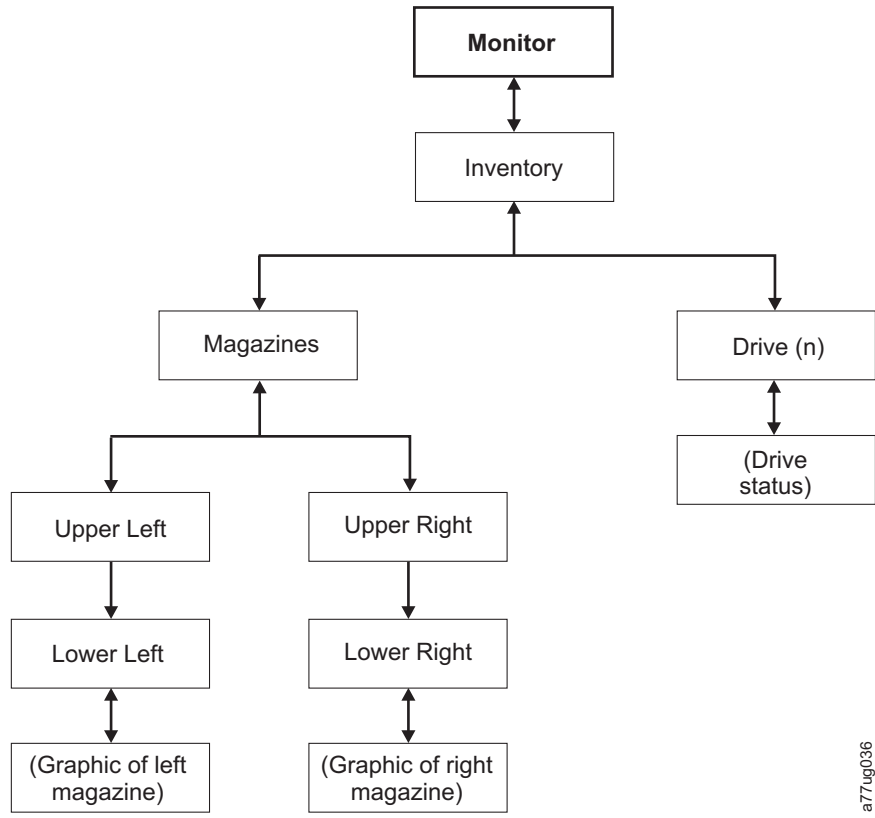 Monitor
Inventory
Magazines
Drive (n)
(Drive
status)
Upper Left
Upper Right
Lower Left
Lower Right
(Graphic of left
magazine)
(Graphic of right
magazine)
a77ug036